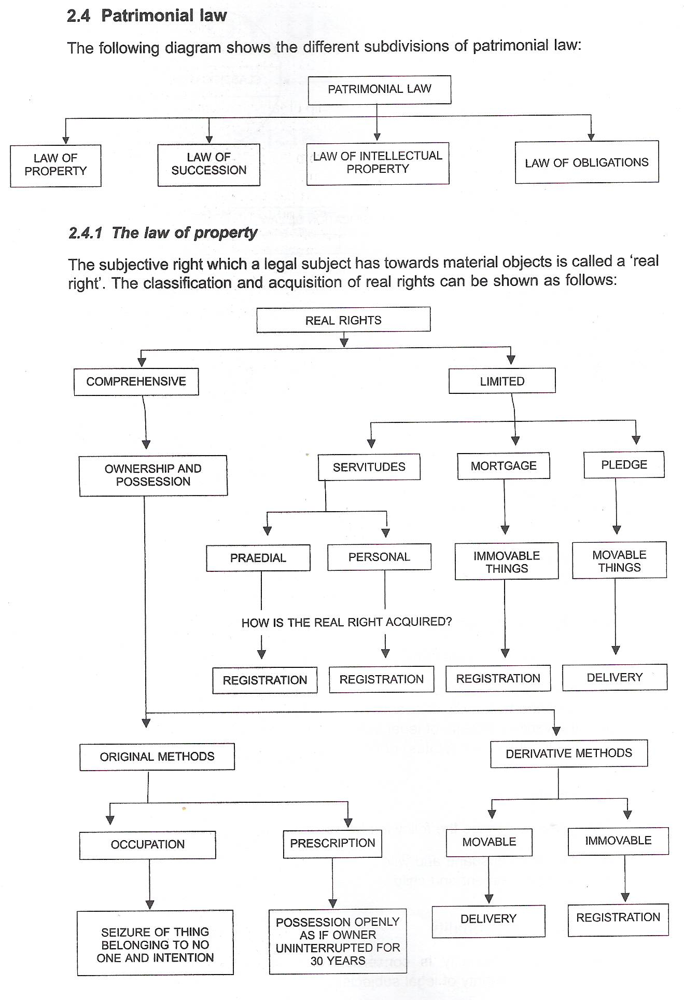 2.4 Patrimonial law
The following diagram shows the different subdivisions of patrimonial law:
PATRIMONIAL LAW
LAW OF
PROPERTY
LAW OF
SUCCESSION
LAW OF INTELLECTUAL
PROPERTY
LAW OF OBLIGATIONS
2.4.1 The law of property
The subjective right which a legal subject has towards material objects is called a ‘real
right’. The classification and acquisition of real rights can be shown as follows:
REAL RIGHTS
COMPREHENSIVE
LIMITED
OWNERSHIP AND
POSSESSION
SERVITUDES
MORTGAGE
PLEDGE
PRAEDIAL
PERSONAL
IMMOVABLE
THINGS
MOVABLE
THINGS
HOW IS THE REAL RIGHT ACQUIRED?
REGISTRATION
REGISTRATION
REGISTRATION
DELIVERY
ORIGINAL METHODS
DERIVATIVE METHODS
OCCUPATION
PRESCRIPTION
MOVABLE
IMMOVABLE
SEIZURE OF THING
BELONGING TO NO
ONE AND INTENTION
POSSESSION OPENLY
AS IF OWNER
UNINTERRUPTED FOR
30 YEARS
DELIVERY
REGISTRATION